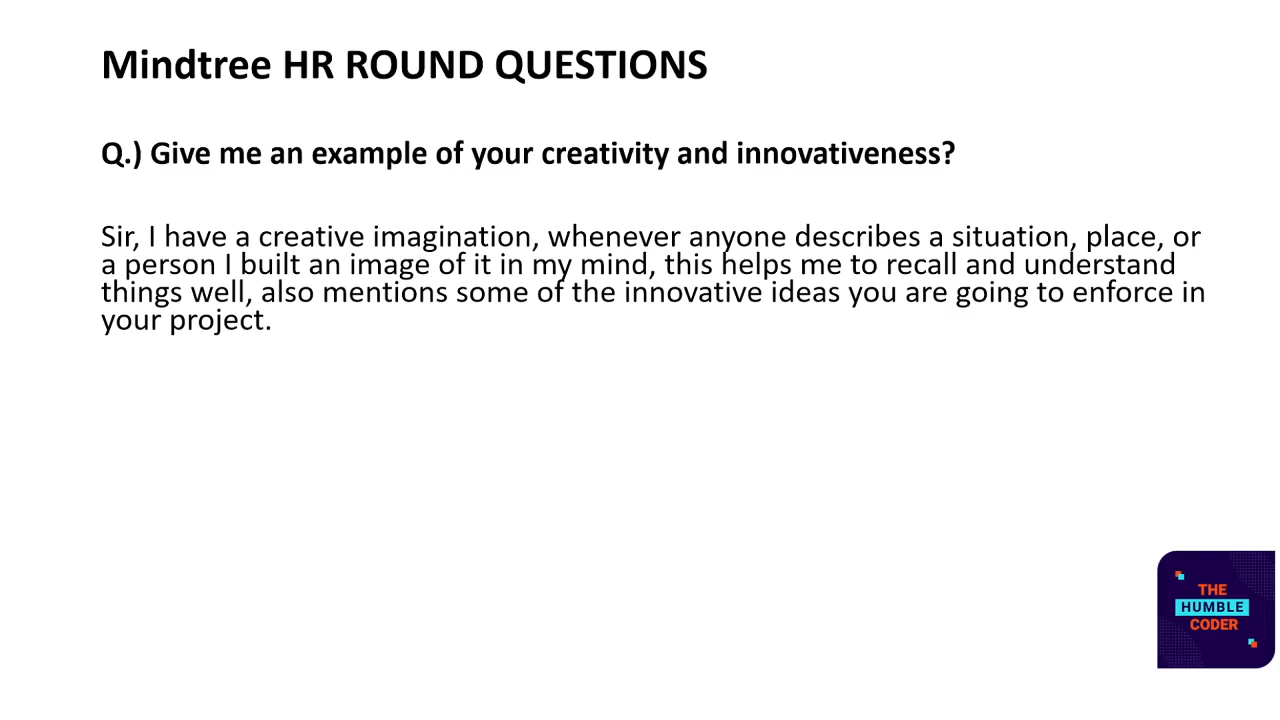 Mindtree HR ROUND QUESTIONS
Q.) Give me an example of your creativity and innovativeness?
Sir, I have a creative imagination, whenever anyone describes a situation, place, or
a person I built an image of it in my mind, this helps me to recall and understand
things well, also mentions some of the innovative ideas you are going to enforce in
your project.
THE
HUMBLE
CODER